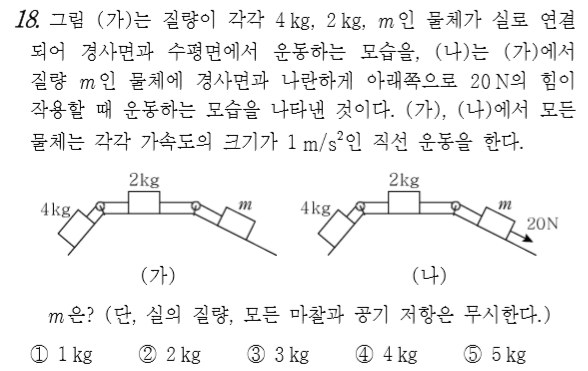 18. 그림 (가)는 질량이 각각 4 kg, 2 kg, m인 물체가 실로 연결
되어 경사면과 수평면에서 운동하는 모습을, (나)는 (가)에서
질량 m인 물체에 경사면과 나란하게 아래쪽으로 20 N의 힘이
작용할 때 운동하는 모습을 나타낸 것이다. (가), (나)에서 모든
물체는 각각 가속도의 크기가 1 m/s²인 직선 운동을 한다.
4kg 2kg m
4kg 2kg m 20N
(가) (나)
m은? (단, 실의 질량, 모든 마찰과 공기 저항은 무시한다.)
① 1 kg ② 2 kg ③ 3 kg ④ 4 kg ⑤ 5 kg